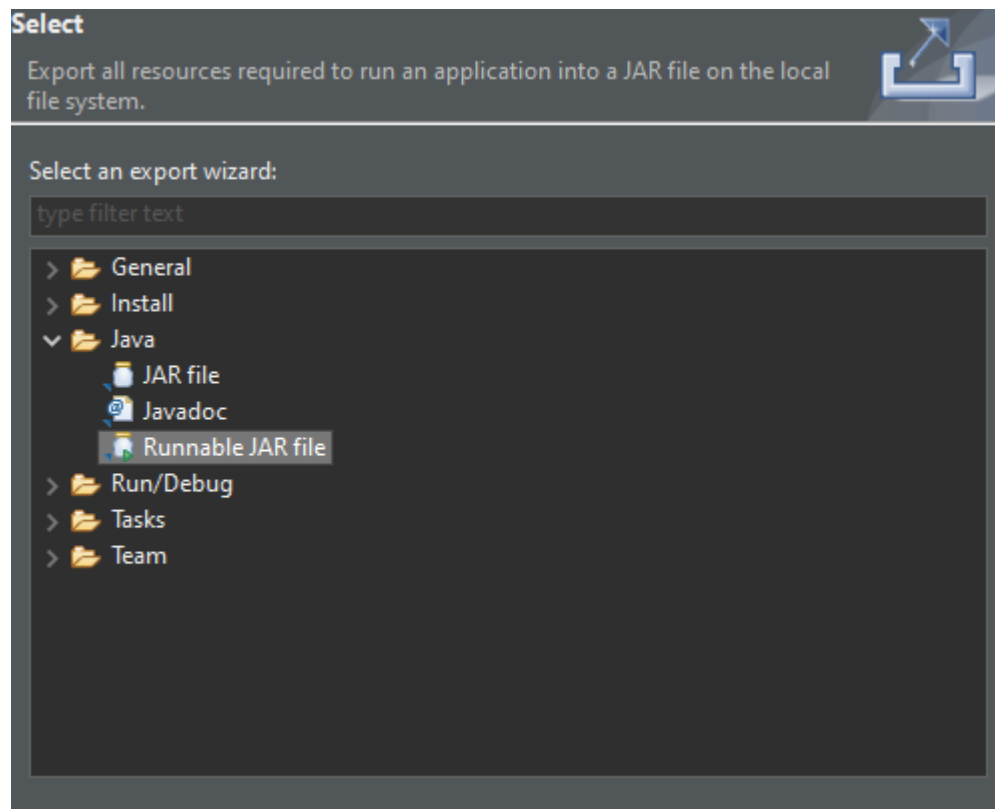 Select
Export all resources required to run an application into a JAR file on the local
file system.
Select an export wizard:
type filter text
General
Install
Java
JAR file
Javadoc
Runnable JAR file
Run/Debug
Tasks
Team